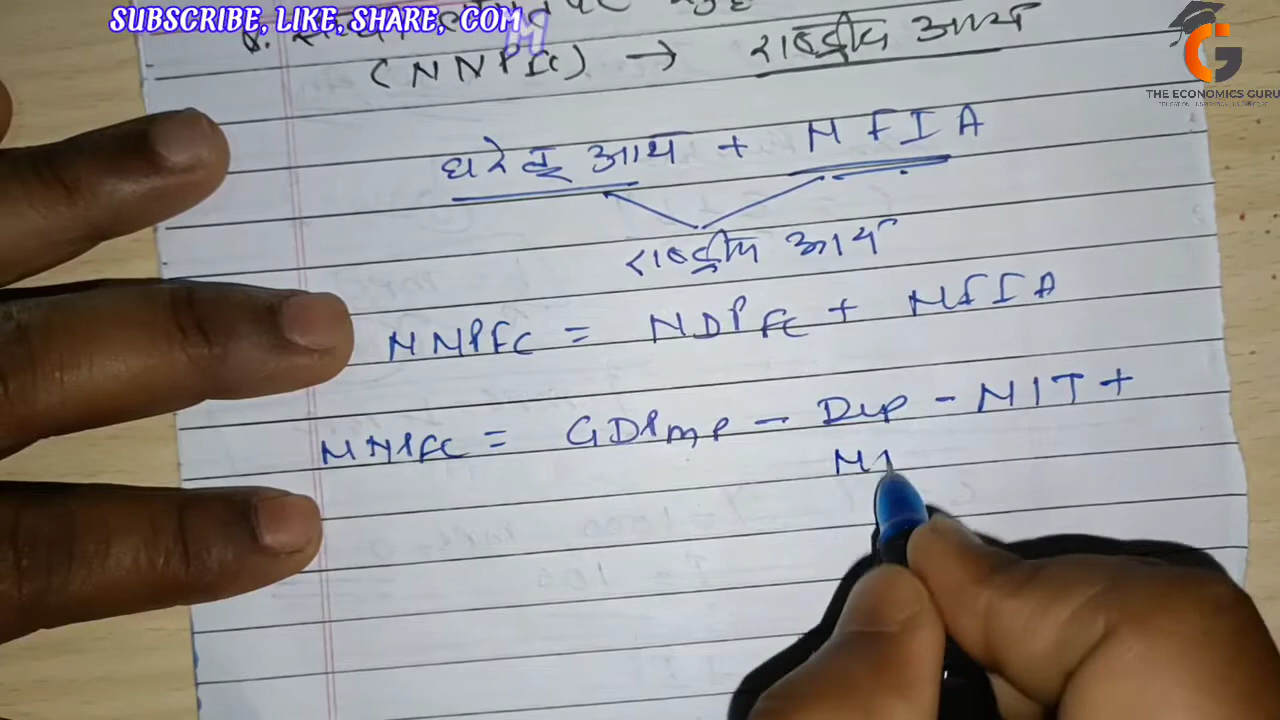 SUBSCRIBE, LIKE, SHARE, COM
(NNPFC) → राष्ट्रीय आय
THE ECONOMICS GURU
घरेलू आय + NFIA
राष्ट्रीय आय
NNPFC = NDPFC + NFIA
NNPFC = GDPMP - Dep - NIT +